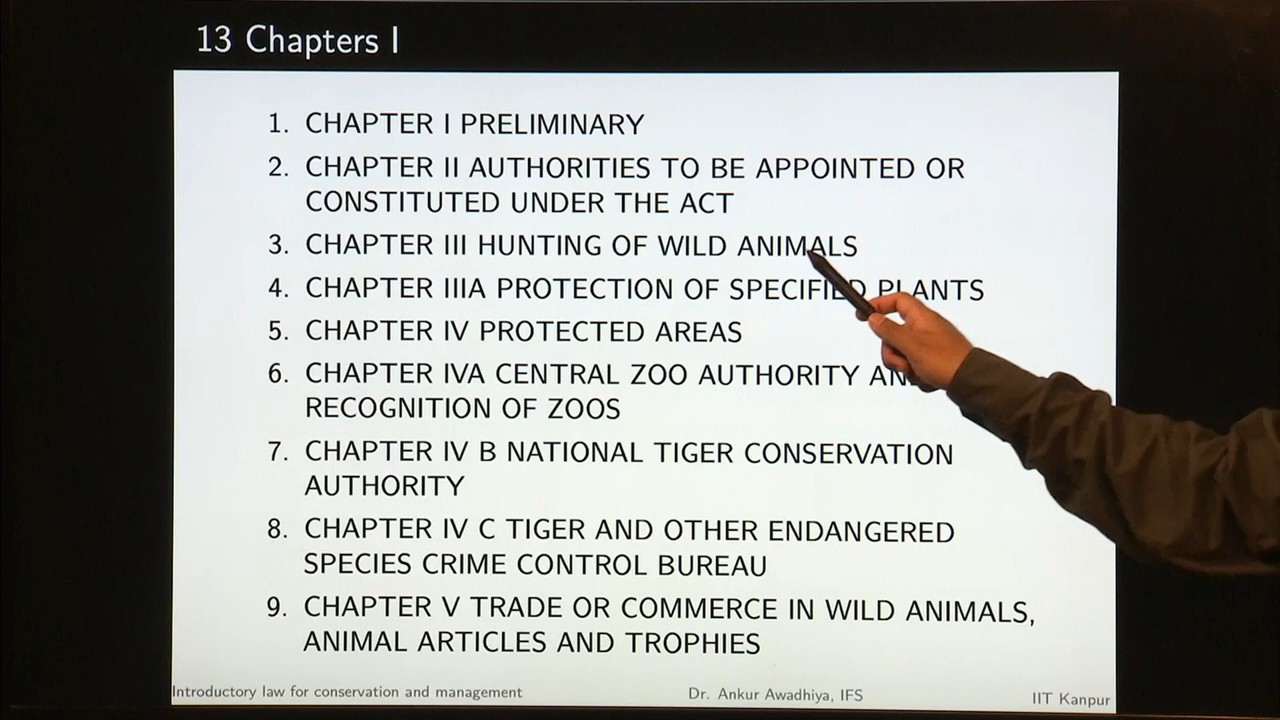 13 Chapters I
1. CHAPTER I PRELIMINARY
2. CHAPTER II AUTHORITIES TO BE APPOINTED OR
CONSTITUTED UNDER THE ACT
3. CHAPTER III HUNTING OF WILD ANIMALS
4. CHAPTER IIIA PROTECTION OF SPECIFIED PLANTS
5. CHAPTER IV PROTECTED AREAS
6. CHAPTER IVA CENTRAL ZOO AUTHORITY AND
RECOGNITION OF ZOOS
7. CHAPTER IV B NATIONAL TIGER CONSERVATION
AUTHORITY
8. CHAPTER IV C TIGER AND OTHER ENDANGERED
SPECIES CRIME CONTROL BUREAU
9. CHAPTER V TRADE OR COMMERCE IN WILD ANIMALS,
ANIMAL ARTICLES AND TROPHIES
Introductory law for conservation and management Dr. Ankur Awadhiya, IFS IIT Kanpur